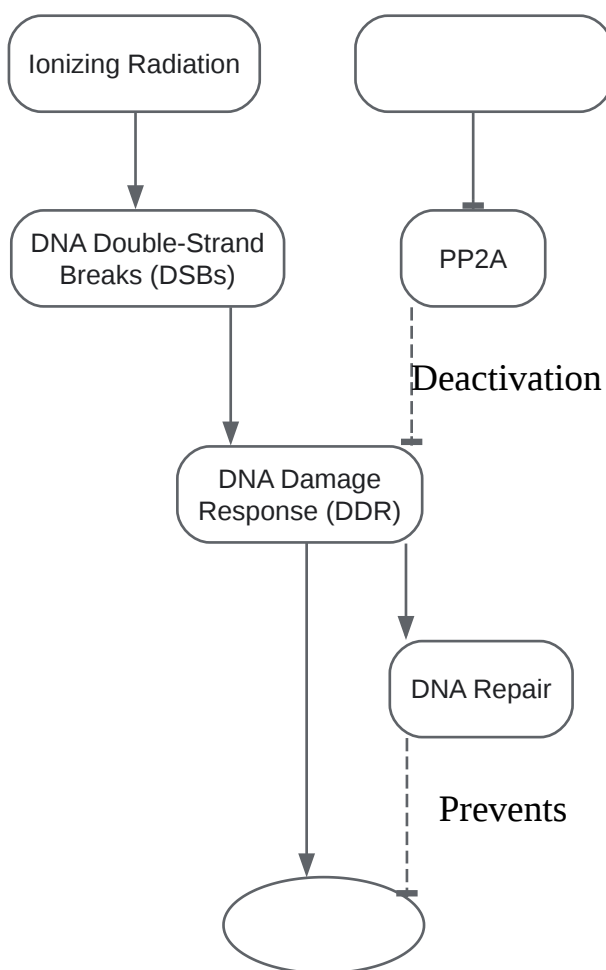 Ionizing Radiation
DNA Double-Strand
Breaks (DSBs)
PP2A
Deactivation
DNA Damage
Response (DDR)
DNA Repair
Prevents